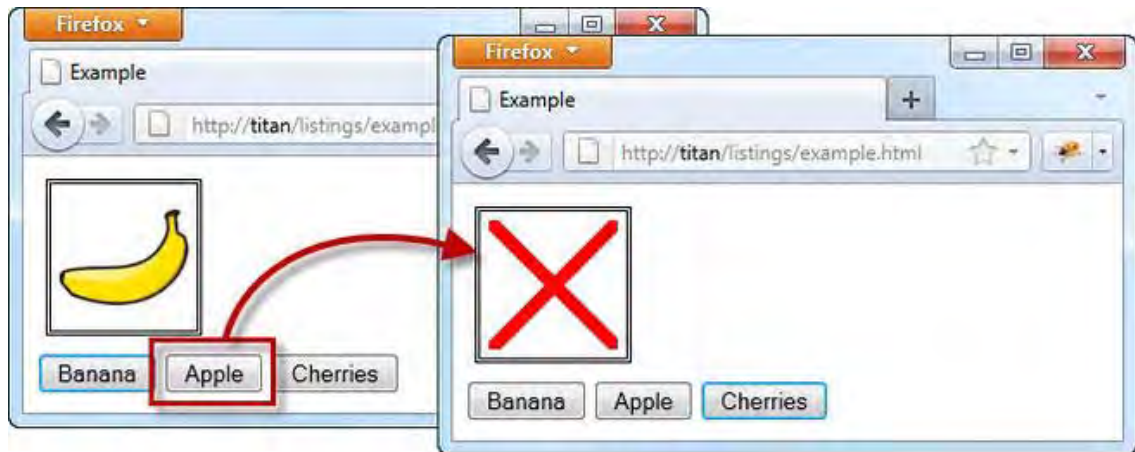 Firefox
Example
http://titan/listings/exampl
Banana
Apple
Cherries
Firefox
Example
http://titan/listings/example.html
Banana
Apple
Cherries